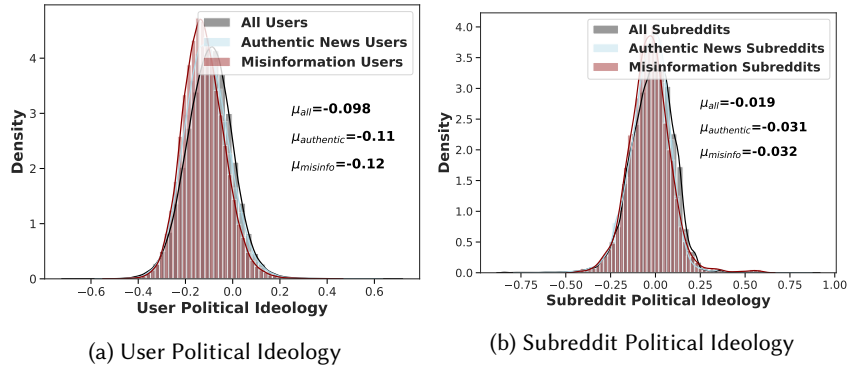 All Users
Authentic News Users
Misinformation Users
μall=-0.098
μauthentic=-0.11
μmisinfo=-0.12
Density
0
1
2
3
4
−0.6
−0.4
−0.2
0.0
0.2
0.4
0.6
User Political Ideology
(a) User Political Ideology
All Subreddits
Authentic News Subreddits
Misinformation Subreddits
μall=-0.019
μauthentic=-0.031
μmisinfo=-0.032
Density
0.0
0.5
1.0
1.5
2.0
2.5
3.0
3.5
4.0
−0.75
−0.50
−0.25
0.00
0.25
0.50
0.75
1.00
Subreddit Political Ideology
(b) Subreddit Political Ideology